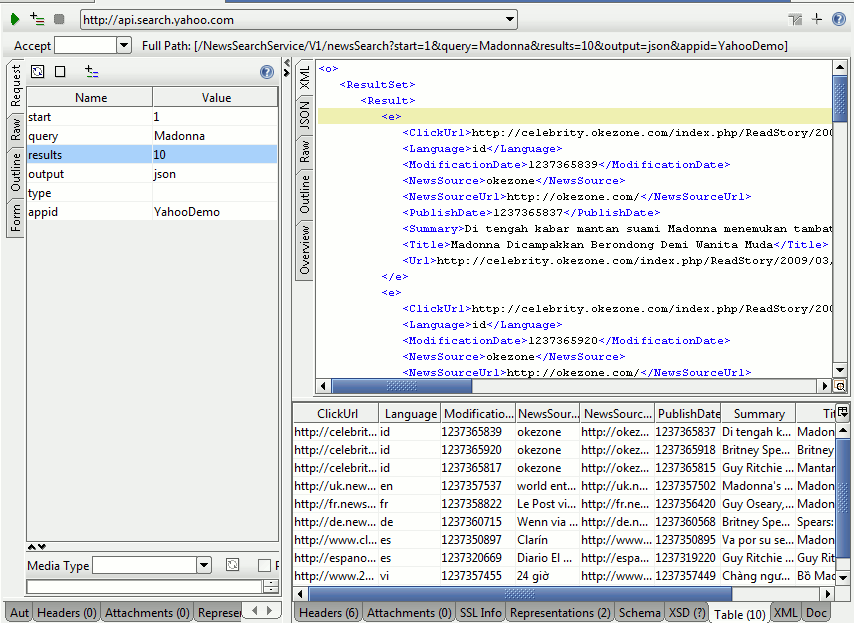 http://api.search.yahoo.com
Accept Full Path: [/NewsSearchService/V1/newsSearch?start=1&query=Madonna&results=10&output=json&appid=YahooDemo]
Request
Raw
Outline
Form
Name Value
start 1
query Madonna
results 10
output json
type
appid YahooDemo
Media Type
Aut Headers (0) Attachments (0) Represe
XML
JSON
Raw
Outline
Overview
<o>
<ResultSet>
<Result>
<e>
<ClickUrl>http://celebrity.okezone.com/index.php/ReadStory/200
<Language>id</Language>
<ModificationDate>1237365839</ModificationDate>
<NewsSource>okezone</NewsSource>
<NewsSourceUrl>http://okezone.com/</NewsSourceUrl>
<PublishDate>1237365837</PublishDate>
<Summary>Di tengah kabar mantan suami Madonna menemukan tambat
<Title>Madonna Dicampakkan Berondong Demi Wanita Muda</Title>
<Url>http://celebrity.okezone.com/index.php/ReadStory/2009/03/
</e>
<e>
<ClickUrl>http://celebrity.okezone.com/index.php/ReadStory/200
<Language>id</Language>
<ModificationDate>1237365920</ModificationDate>
<NewsSource>okezone</NewsSource>
<NewsSourceUrl>http://okezone.com/</NewsSourceUrl>
ClickUrl Language Modificatio... NewsSour... NewsSourc... PublishDate Summary Tit
http://celebrit... id 1237365839 okezone http://okez... 1237365837 Di tengah k... Madon
http://celebrit... id 1237365920 okezone http://okez... 1237365918 Britney Spe... Britney
http://celebrit... id 1237365817 okezone http://okez... 1237365815 Guy Ritchie ... Mantar
http://uk.new... en 1237357537 world ent... http://uk.n... 1237357502 Madonna's ... Madon
http://fr.news... fr 1237358822 Le Post vi... http://fr.ne... 1237356420 Guy Oseary,... Madon
http://de.new... de 1237360715 Wenn via ... http://de.n... 1237360568 Britney Spe... Spears:
http://www.cl... es 1237350897 Clarín http://www... 1237350895 Va por su se... Madon
http://espano... es 1237320669 Diario El ... http://espa... 1237319220 Guy Ritchie ... Guy Rit
http://www.2... vi 1237357455 24 giờ http://www... 1237357449 Chàng ngư... Bồ Mad
Headers (6) Attachments (0) SSL Info Representations (2) Schema XSD (?) Table (10) XML Doc